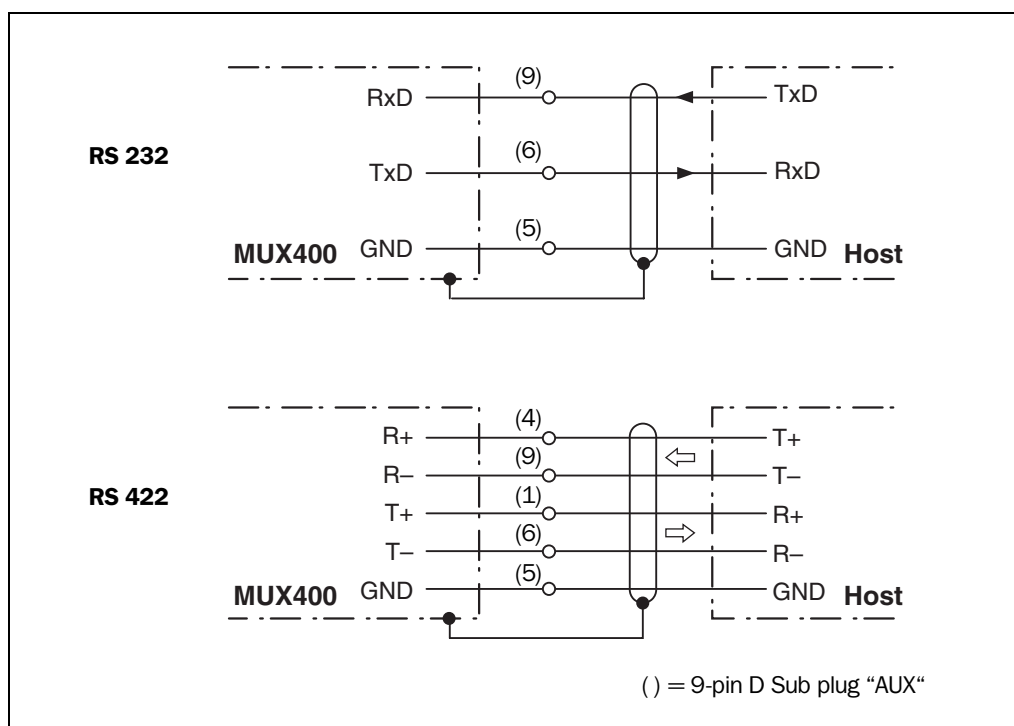 (9)
RxD TxD
RS 232
(6)
TxD RxD
(5)
MUX400 GND GND Host
(4)
R+ T+
(9)
R– T–
RS 422
(1)
T+ R+
(6)
T– R–
(5)
MUX400 GND GND Host
( ) = 9-pin D Sub plug “AUX“